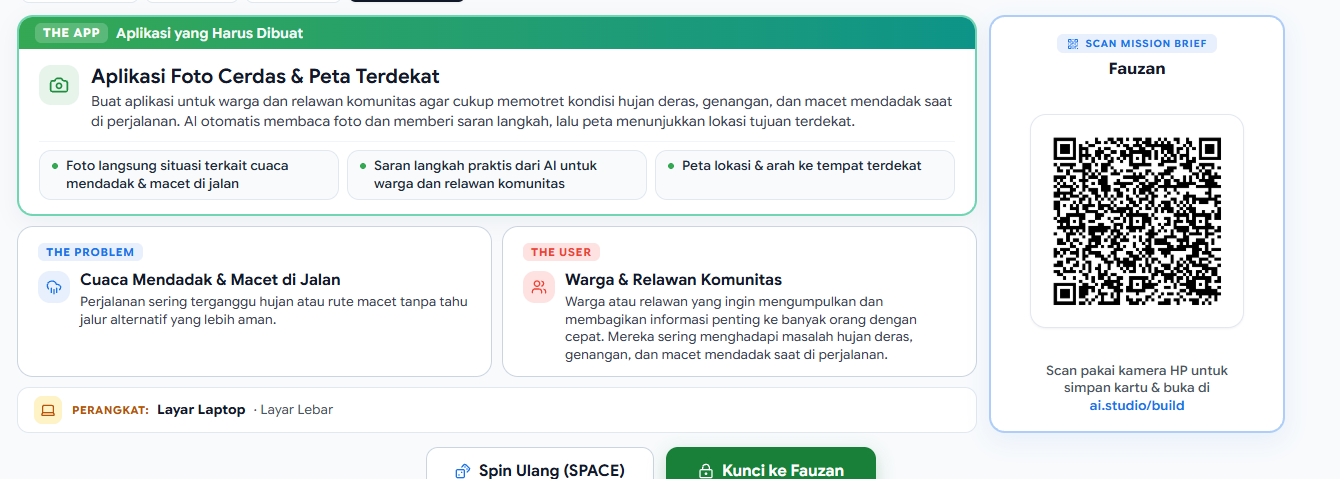 THE APP Aplikasi yang Harus Dibuat
Aplikasi Foto Cerdas & Peta Terdekat
Buat aplikasi untuk warga dan relawan komunitas agar cukup memotret kondisi hujan deras, genangan, dan macet mendadak saat
di perjalanan. AI otomatis membaca foto dan memberi saran langkah, lalu peta menunjukkan lokasi tujuan terdekat.
Foto langsung situasi terkait cuaca
mendadak & macet di jalan
Saran langkah praktis dari AI untuk
warga dan relawan komunitas
Peta lokasi & arah ke tempat terdekat
THE PROBLEM
Cuaca Mendadak & Macet di Jalan
Perjalanan sering terganggu hujan atau rute macet tanpa tahu
jalur alternatif yang lebih aman.
THE USER
Warga & Relawan Komunitas
Warga atau relawan yang ingin mengumpulkan dan
membagikan informasi penting ke banyak orang dengan
cepat. Mereka sering menghadapi masalah hujan deras,
genangan, dan macet mendadak saat di perjalanan.
PERANGKAT: Layar Laptop · Layar Lebar
SCAN MISSION BRIEF
Fauzan
Scan pakai kamera HP untuk
simpan kartu & buka di
ai.studio/build
Spin Ulang (SPACE)
Kunci ke Fauzan